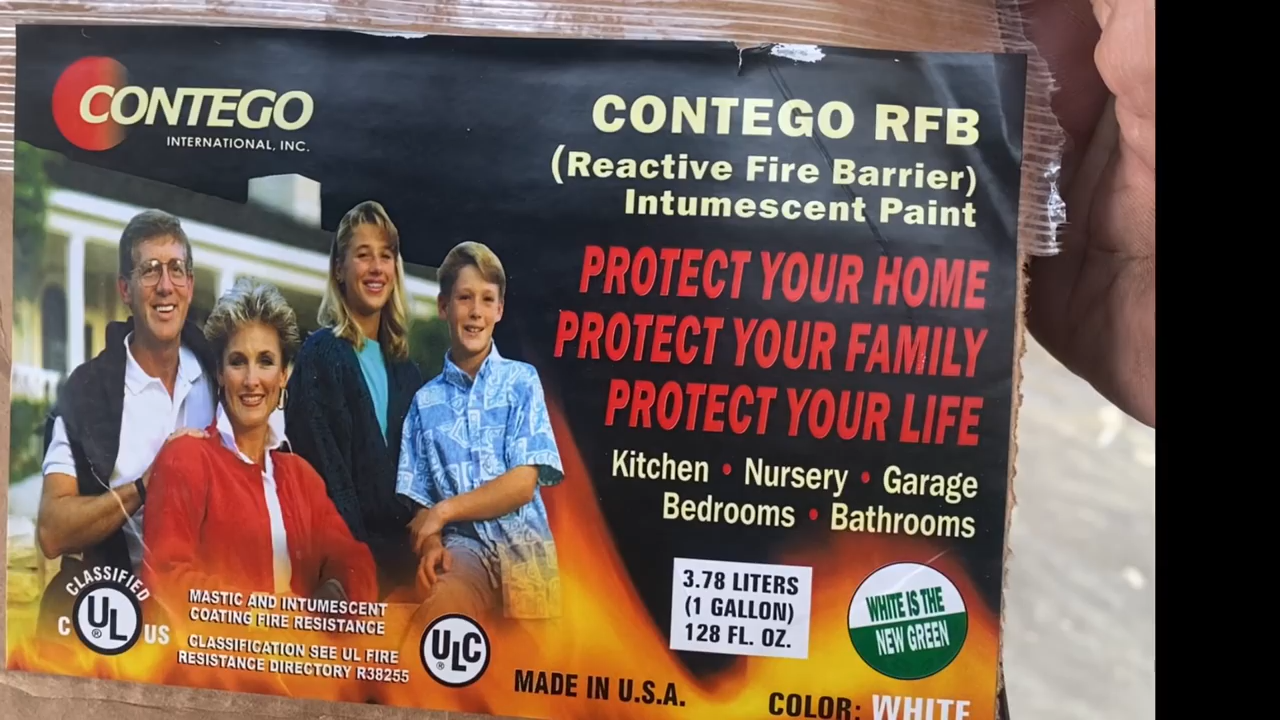 CONTEGO
INTERNATIONAL, INC.
CONTEGO RFB
(Reactive Fire Barrier)
Intumescent Paint
PROTECT YOUR HOME
PROTECT YOUR FAMILY
PROTECT YOUR LIFE
Kitchen • Nursery • Garage
Bedrooms • Bathrooms
CLASSIFIED
C UL ® US
MASTIC AND INTUMESCENT
COATING FIRE RESISTANCE
CLASSIFICATION SEE UL FIRE
RESISTANCE DIRECTORY R38255
ULC ®
MADE IN U.S.A.
3.78 LITERS
(1 GALLON)
128 FL. OZ.
WHITE IS THE
NEW GREEN
COLOR: WHITE